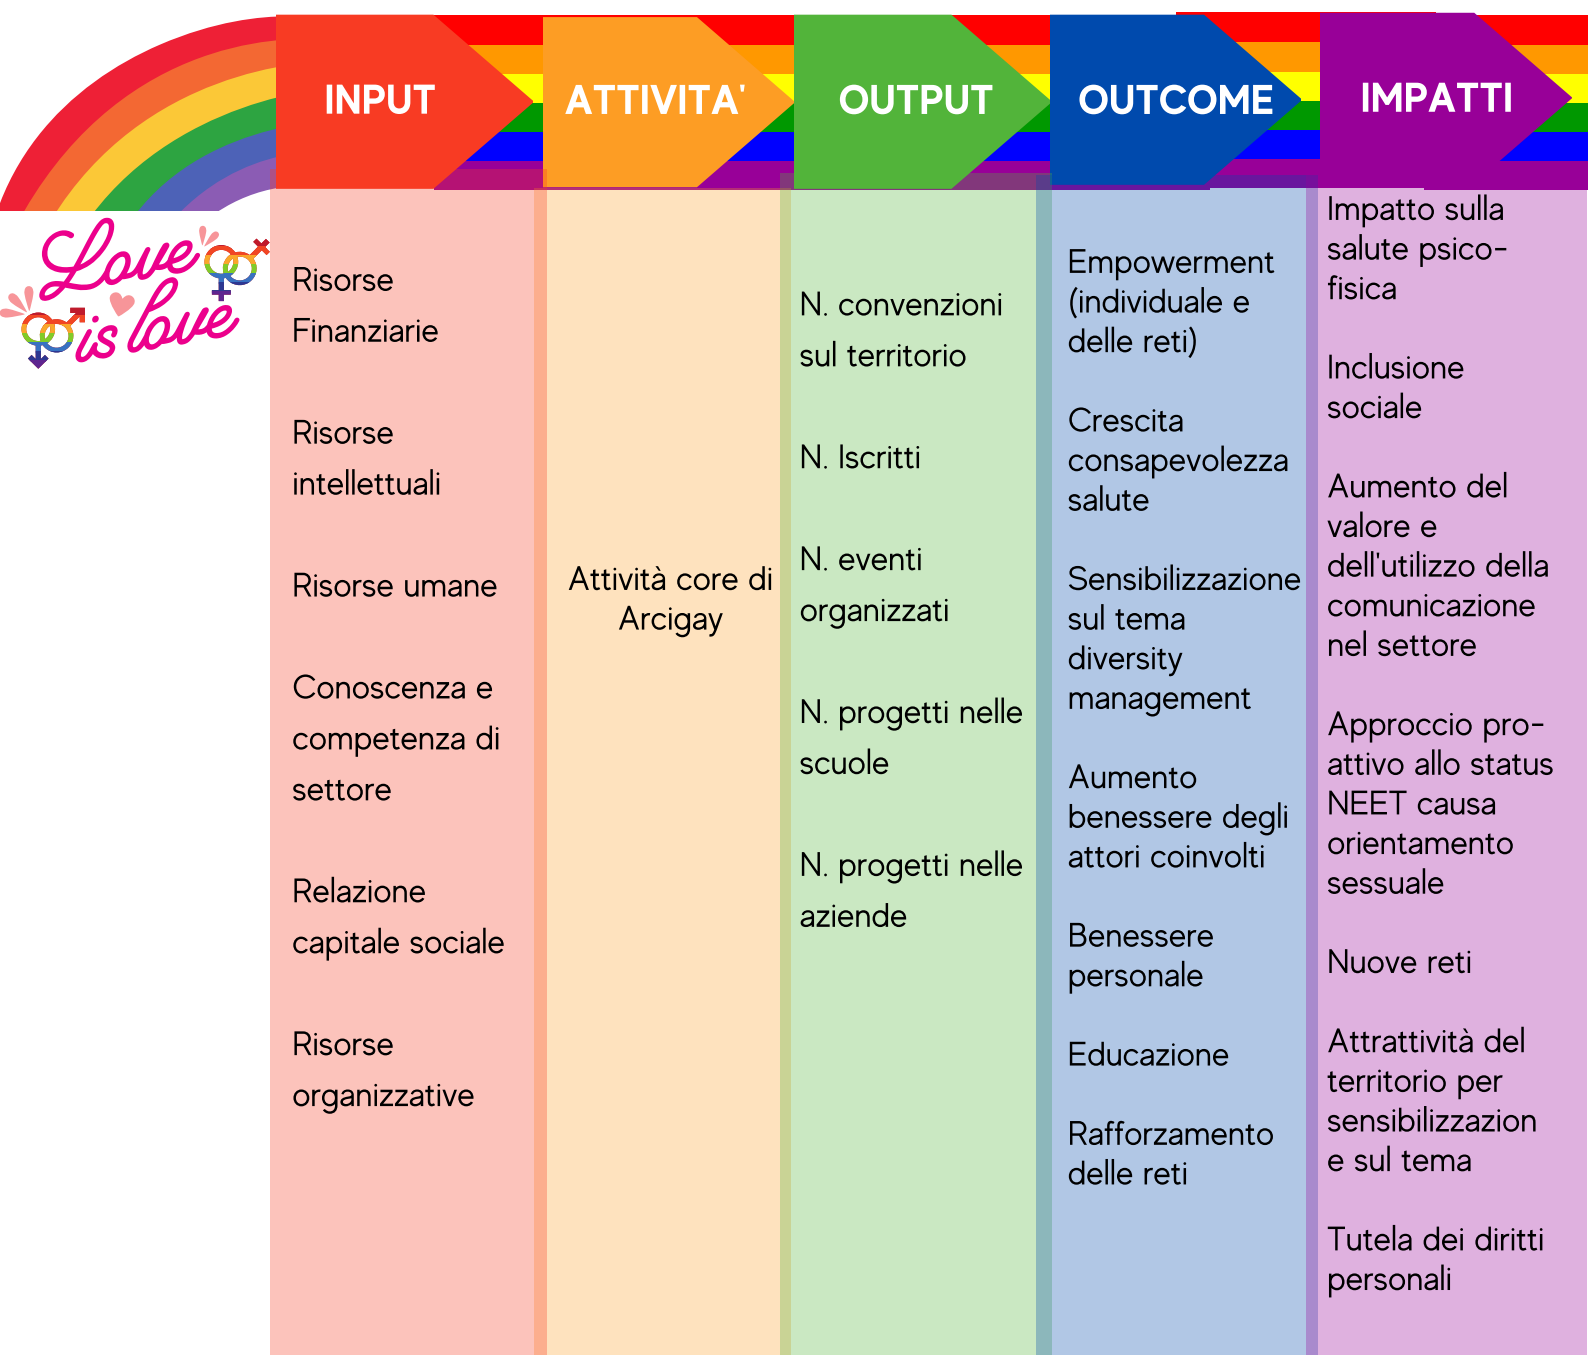 INPUT
ATTIVITA'
OUTPUT
OUTCOME
IMPATTI
Love
is love
Risorse
Finanziarie
Risorse
intellettuali
Risorse umane
Conoscenza e
competenza di
settore
Relazione
capitale sociale
Risorse
organizzative
Attività core di
Arcigay
N. convenzioni
sul territorio
N. Iscritti
N. eventi
organizzati
N. progetti nelle
scuole
N. progetti nelle
aziende
Empowerment
(individuale e
delle reti)
Crescita
consapevolezza
salute
Sensibilizzazione
sul tema
diversity
management
Aumento
benessere degli
attori coinvolti
Benessere
personale
Educazione
Rafforzamento
delle reti
Impatto sulla
salute psico-
fisica
Inclusione
sociale
Aumento del
valore e
dell'utilizzo della
comunicazione
nel settore
Approccio pro-
attivo allo status
NEET causa
orientamento
sessuale
Nuove reti
Attrattività del
territorio per
sensibilizzazion
e sul tema
Tutela dei diritti
personali